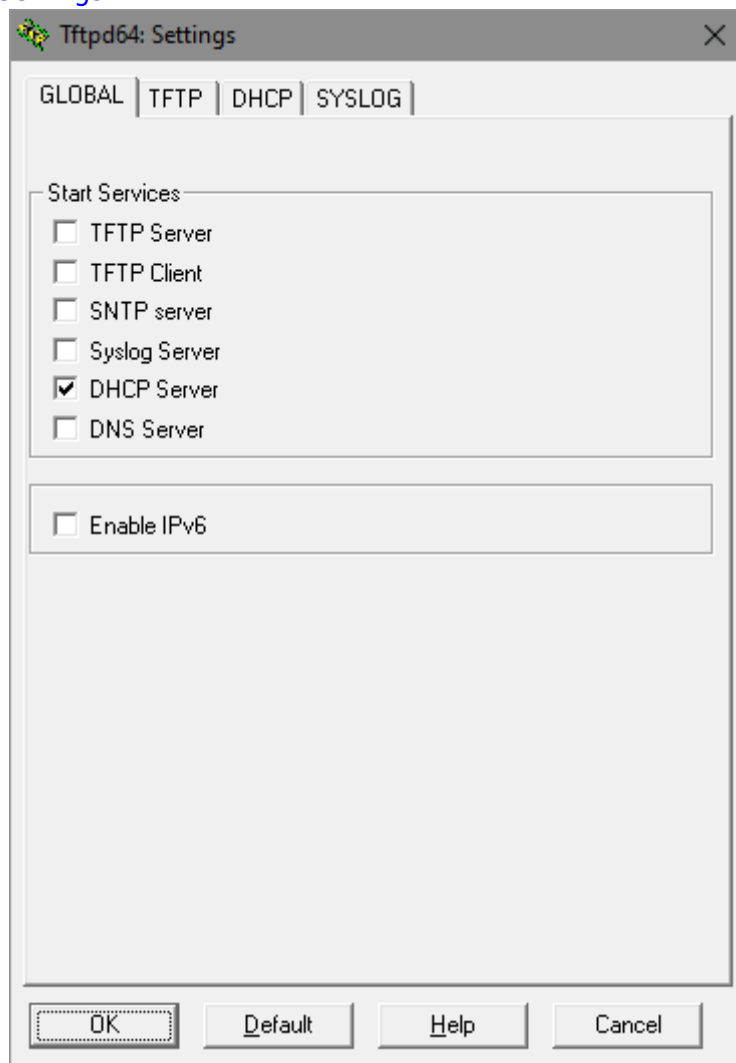 Tftpd64: Settings
GLOBAL TFTP DHCP SYSLOG
Start Services
TFTP Server
TFTP Client
SNTP server
Syslog Server
DHCP Server
DNS Server
Enable IPv6
OK Default Help Cancel